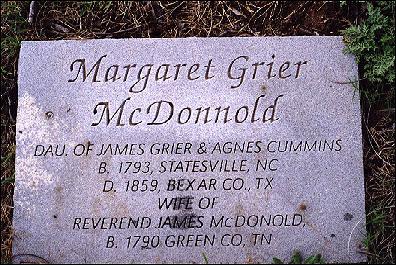 Margaret Grier
McDonnold
DAU. OF JAMES GRIER & AGNES CUMMINS
B. 1793, STATESVILLE, NC
D. 1859, BEXAR CO., TX
WIFE OF
REVEREND JAMES McDONOLD,
B. 1790 GREEN CO, TN